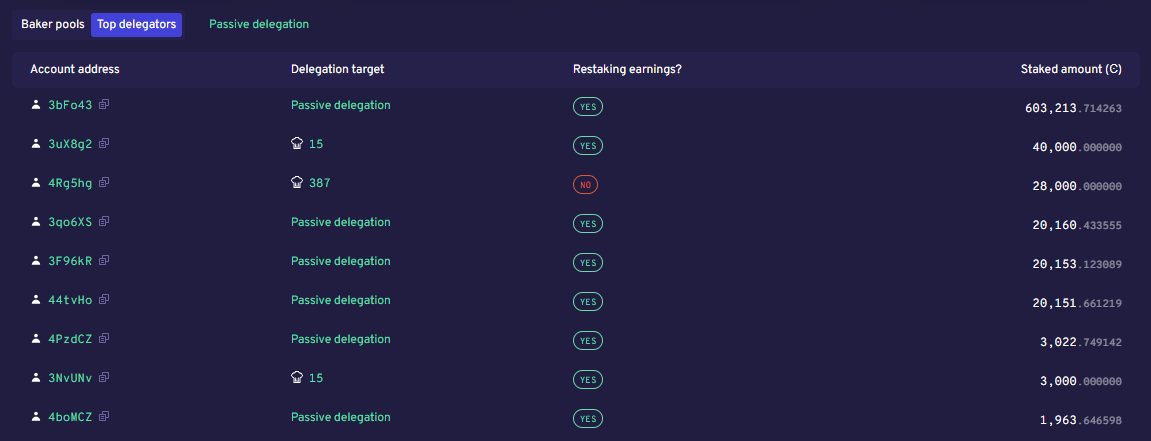 Baker pools Top delegators Passive delegation
Account address Delegation target Restaking earnings? Staked amount (Ͼ)
3bFo43 Passive delegation YES 603,213.714263
3uX8g2 15 YES 40,000.000000
4Rg5hg 387 NO 28,000.000000
3qo6XS Passive delegation YES 20,160.433555
3F96kR Passive delegation YES 20,153.123089
44tvHo Passive delegation YES 20,151.661219
4PzdCZ Passive delegation YES 3,022.749142
3NvUNv 15 YES 3,000.000000
4boMCZ Passive delegation YES 1,963.646598